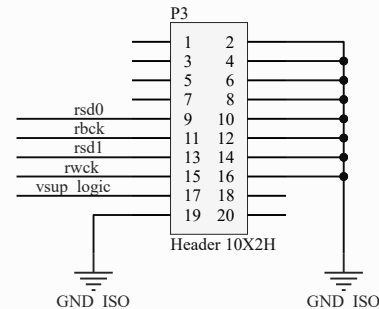 P3
1 2
3 4
5 6
7 8
rsd0 9 10
rbck 11 12
rsd1 13 14
rwck 15 16
vsup_logic 17 18
19 20
Header 10X2H
GND_ISO GND_ISO